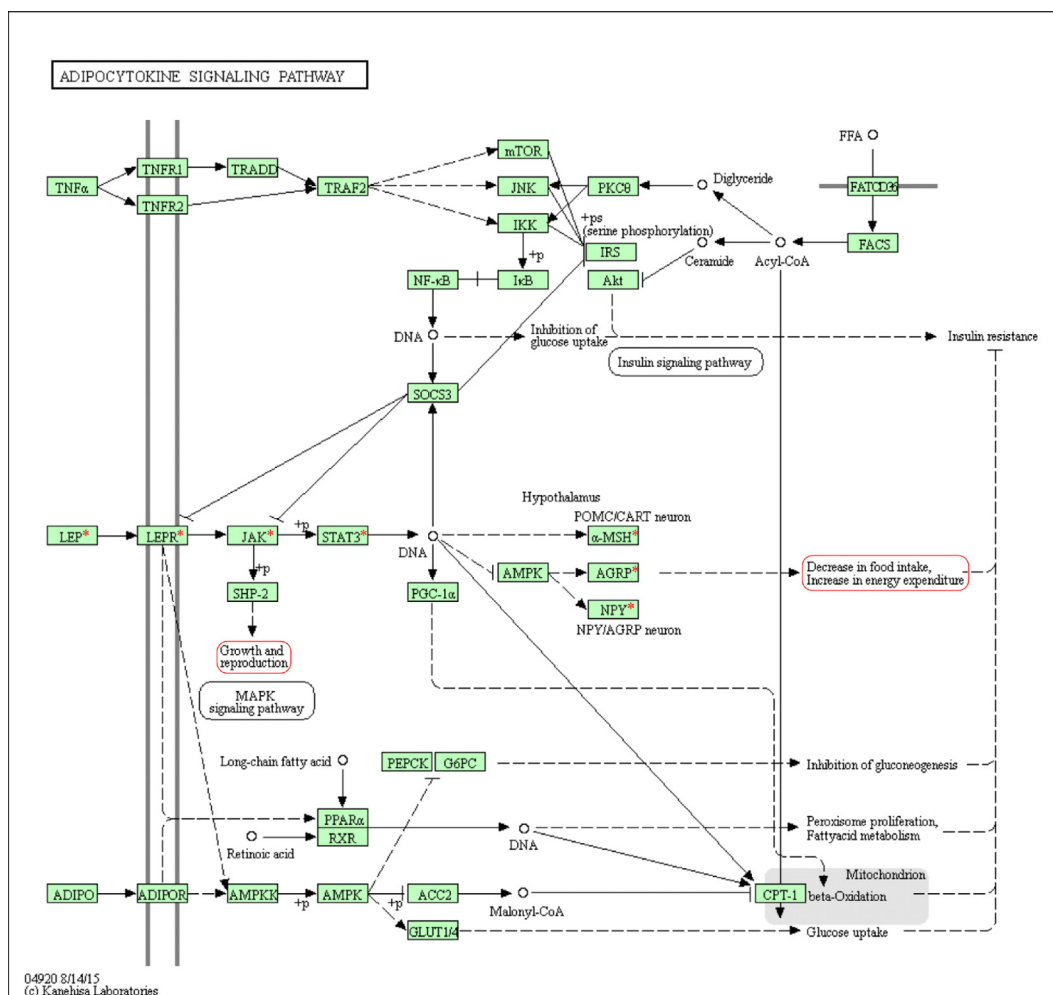 ADIPOCYTOKINE SIGNALING PATHWAY
FFA
mTOR
TNFR1
TRADD
Diglyceride
TNFα
TRAF2
JNK
PKCθ
FAT/CD36
TNFR2
IKK
+ps
(serine phosphorylation)
+p
IRS
Ceramide
Acyl-CoA
FACS
NF-κB
IκB
Akt
DNA
Inhibition of
glucose uptake
Insulin resistance
Insulin signaling pathway
SOCS3
Hypothalamus
POMC/CART neuron
LEP*
LEPR*
JAK*
+p
STAT3*
DNA
α-MSH*
+p
AMPK
AGRP*
Decrease in food intake,
Increase in energy expenditure
SHP-2
PGC-1α
NPY*
NPY/AGRP neuron
Growth and
reproduction
MAPK
signaling pathway
Long-chain fatty acid
PEPCK
G6PC
Inhibition of gluconeogenesis
PPARα
RXR
Retinoic acid
DNA
Peroxisome proliferation,
Fattyacid metabolism
Mitochondrion
ADIPO
ADIPOR
AMPKK
+p
AMPK
+p
ACC2
Malonyl-CoA
CPT-1
beta-Oxidation
GLUT1/4
Glucose uptake
04920 8/14/15
(c) Kanehisa Laboratories